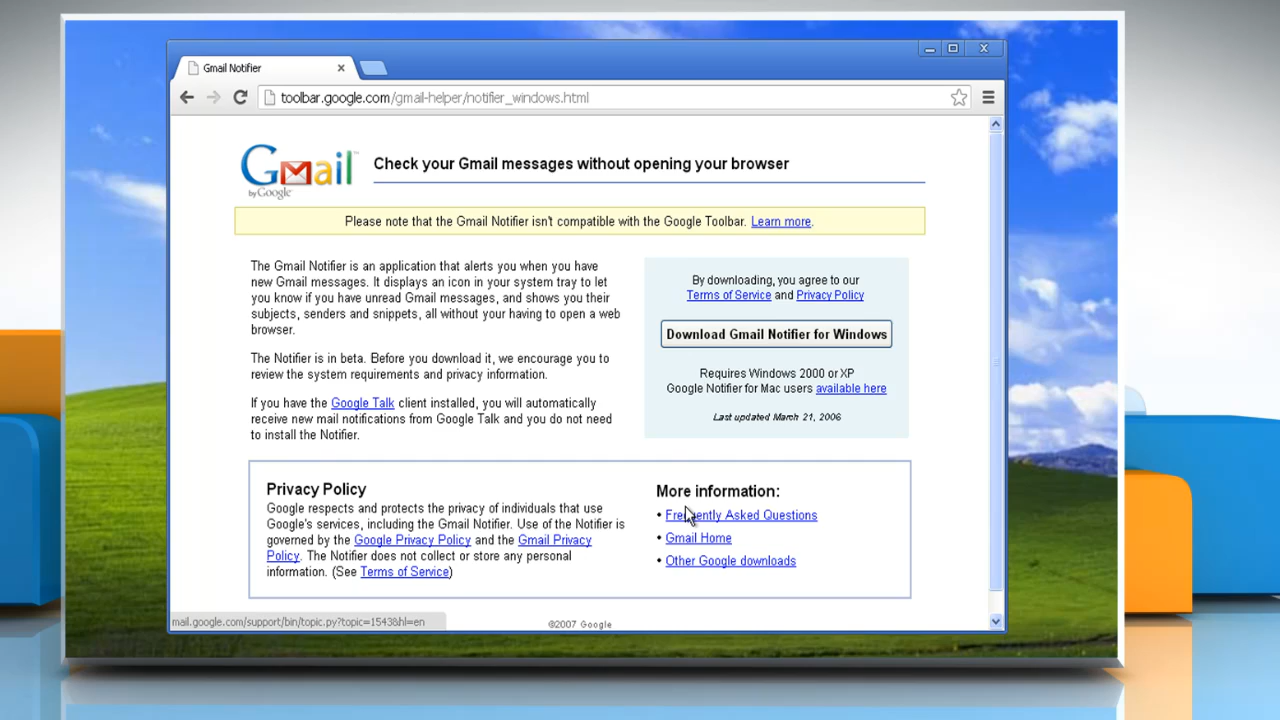 Gmail Notifier
toolbar.google.com/gmail-helper/notifier_windows.html
Gmail
by Google
TM
Check your Gmail messages without opening your browser
Please note that the Gmail Notifier isn't compatible with the Google Toolbar. Learn more.
The Gmail Notifier is an application that alerts you when you have
new Gmail messages. It displays an icon in your system tray to let
you know if you have unread Gmail messages, and shows you their
subjects, senders and snippets, all without your having to open a web
browser.
The Notifier is in beta. Before you download it, we encourage you to
review the system requirements and privacy information.
If you have the Google Talk client installed, you will automatically
receive new mail notifications from Google Talk and you do not need
to install the Notifier.
By downloading, you agree to our
Terms of Service and Privacy Policy
Download Gmail Notifier for Windows
Requires Windows 2000 or XP
Google Notifier for Mac users available here
Last updated March 21, 2006
Privacy Policy
Google respects and protects the privacy of individuals that use
Google's services, including the Gmail Notifier. Use of the Notifier is
governed by the Google Privacy Policy and the Gmail Privacy
Policy. The Notifier does not collect or store any personal
information. (See Terms of Service)
More information:
• Frequently Asked Questions
• Gmail Home
• Other Google downloads
mail.google.com/support/bin/topic.py?topic=1543&hl=en
©2007 Google